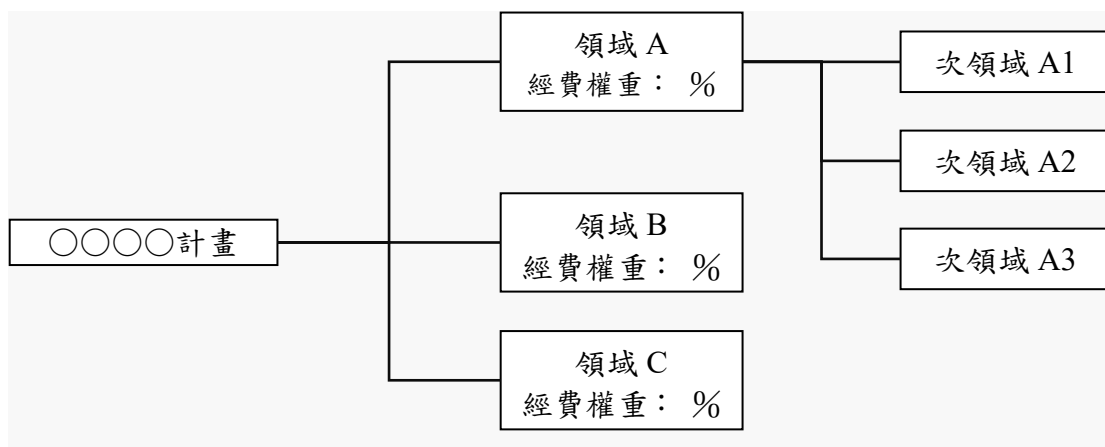 領域 A
經費權重： %
次領域 A1
次領域 A2
次領域 A3
○○○○計畫
領域 B
經費權重： %
領域 C
經費權重： %